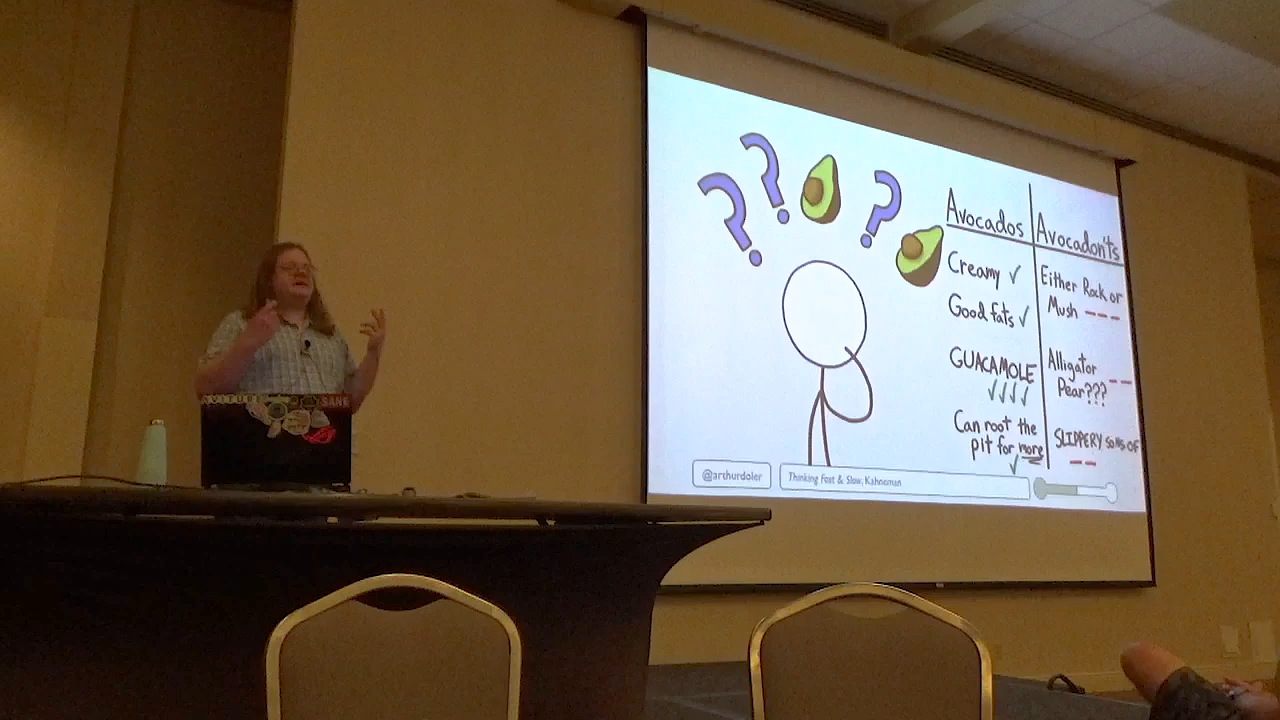 Avocados
Avocadon'ts
Creamy ✓
Good fats ✓
GUACAMOLE
✓✓✓✓
Can root the
pit for more
✓
Either Rock or
Mush ---
Alligator --
Pear???
SLIPPERY sons of
--
@arthurdoler
Thinking Fast & Slow, Kahneman
SANE